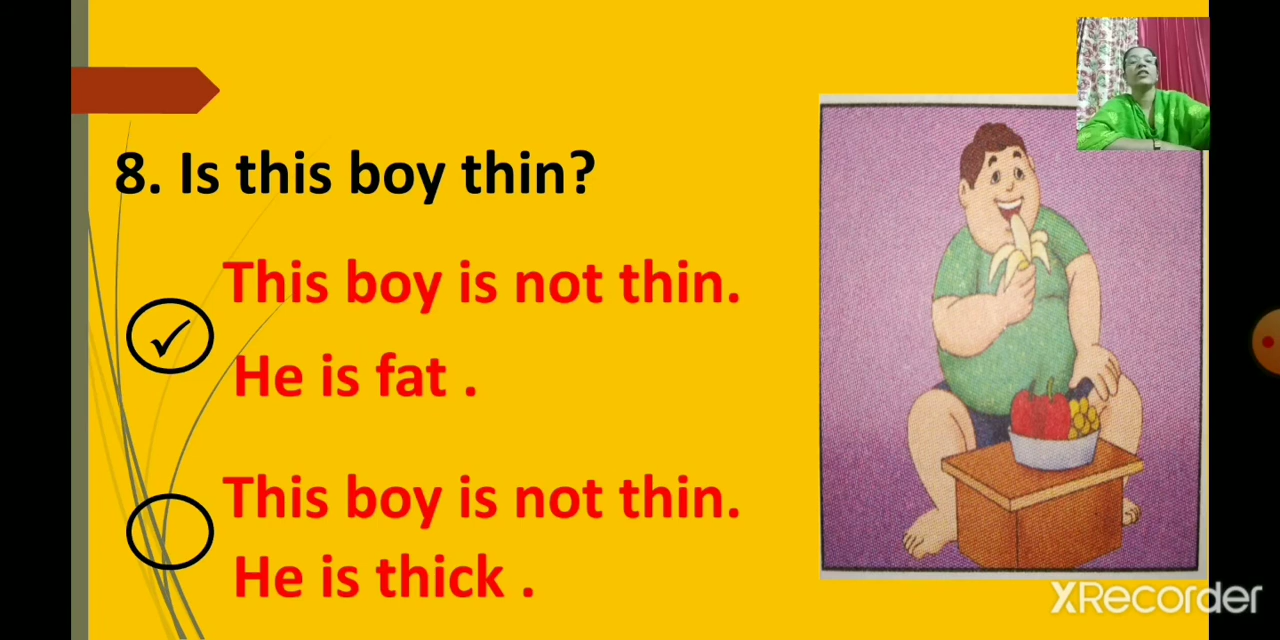 8. Is this boy thin?
This boy is not thin.
He is fat .
This boy is not thin.
He is thick .
XRecorder